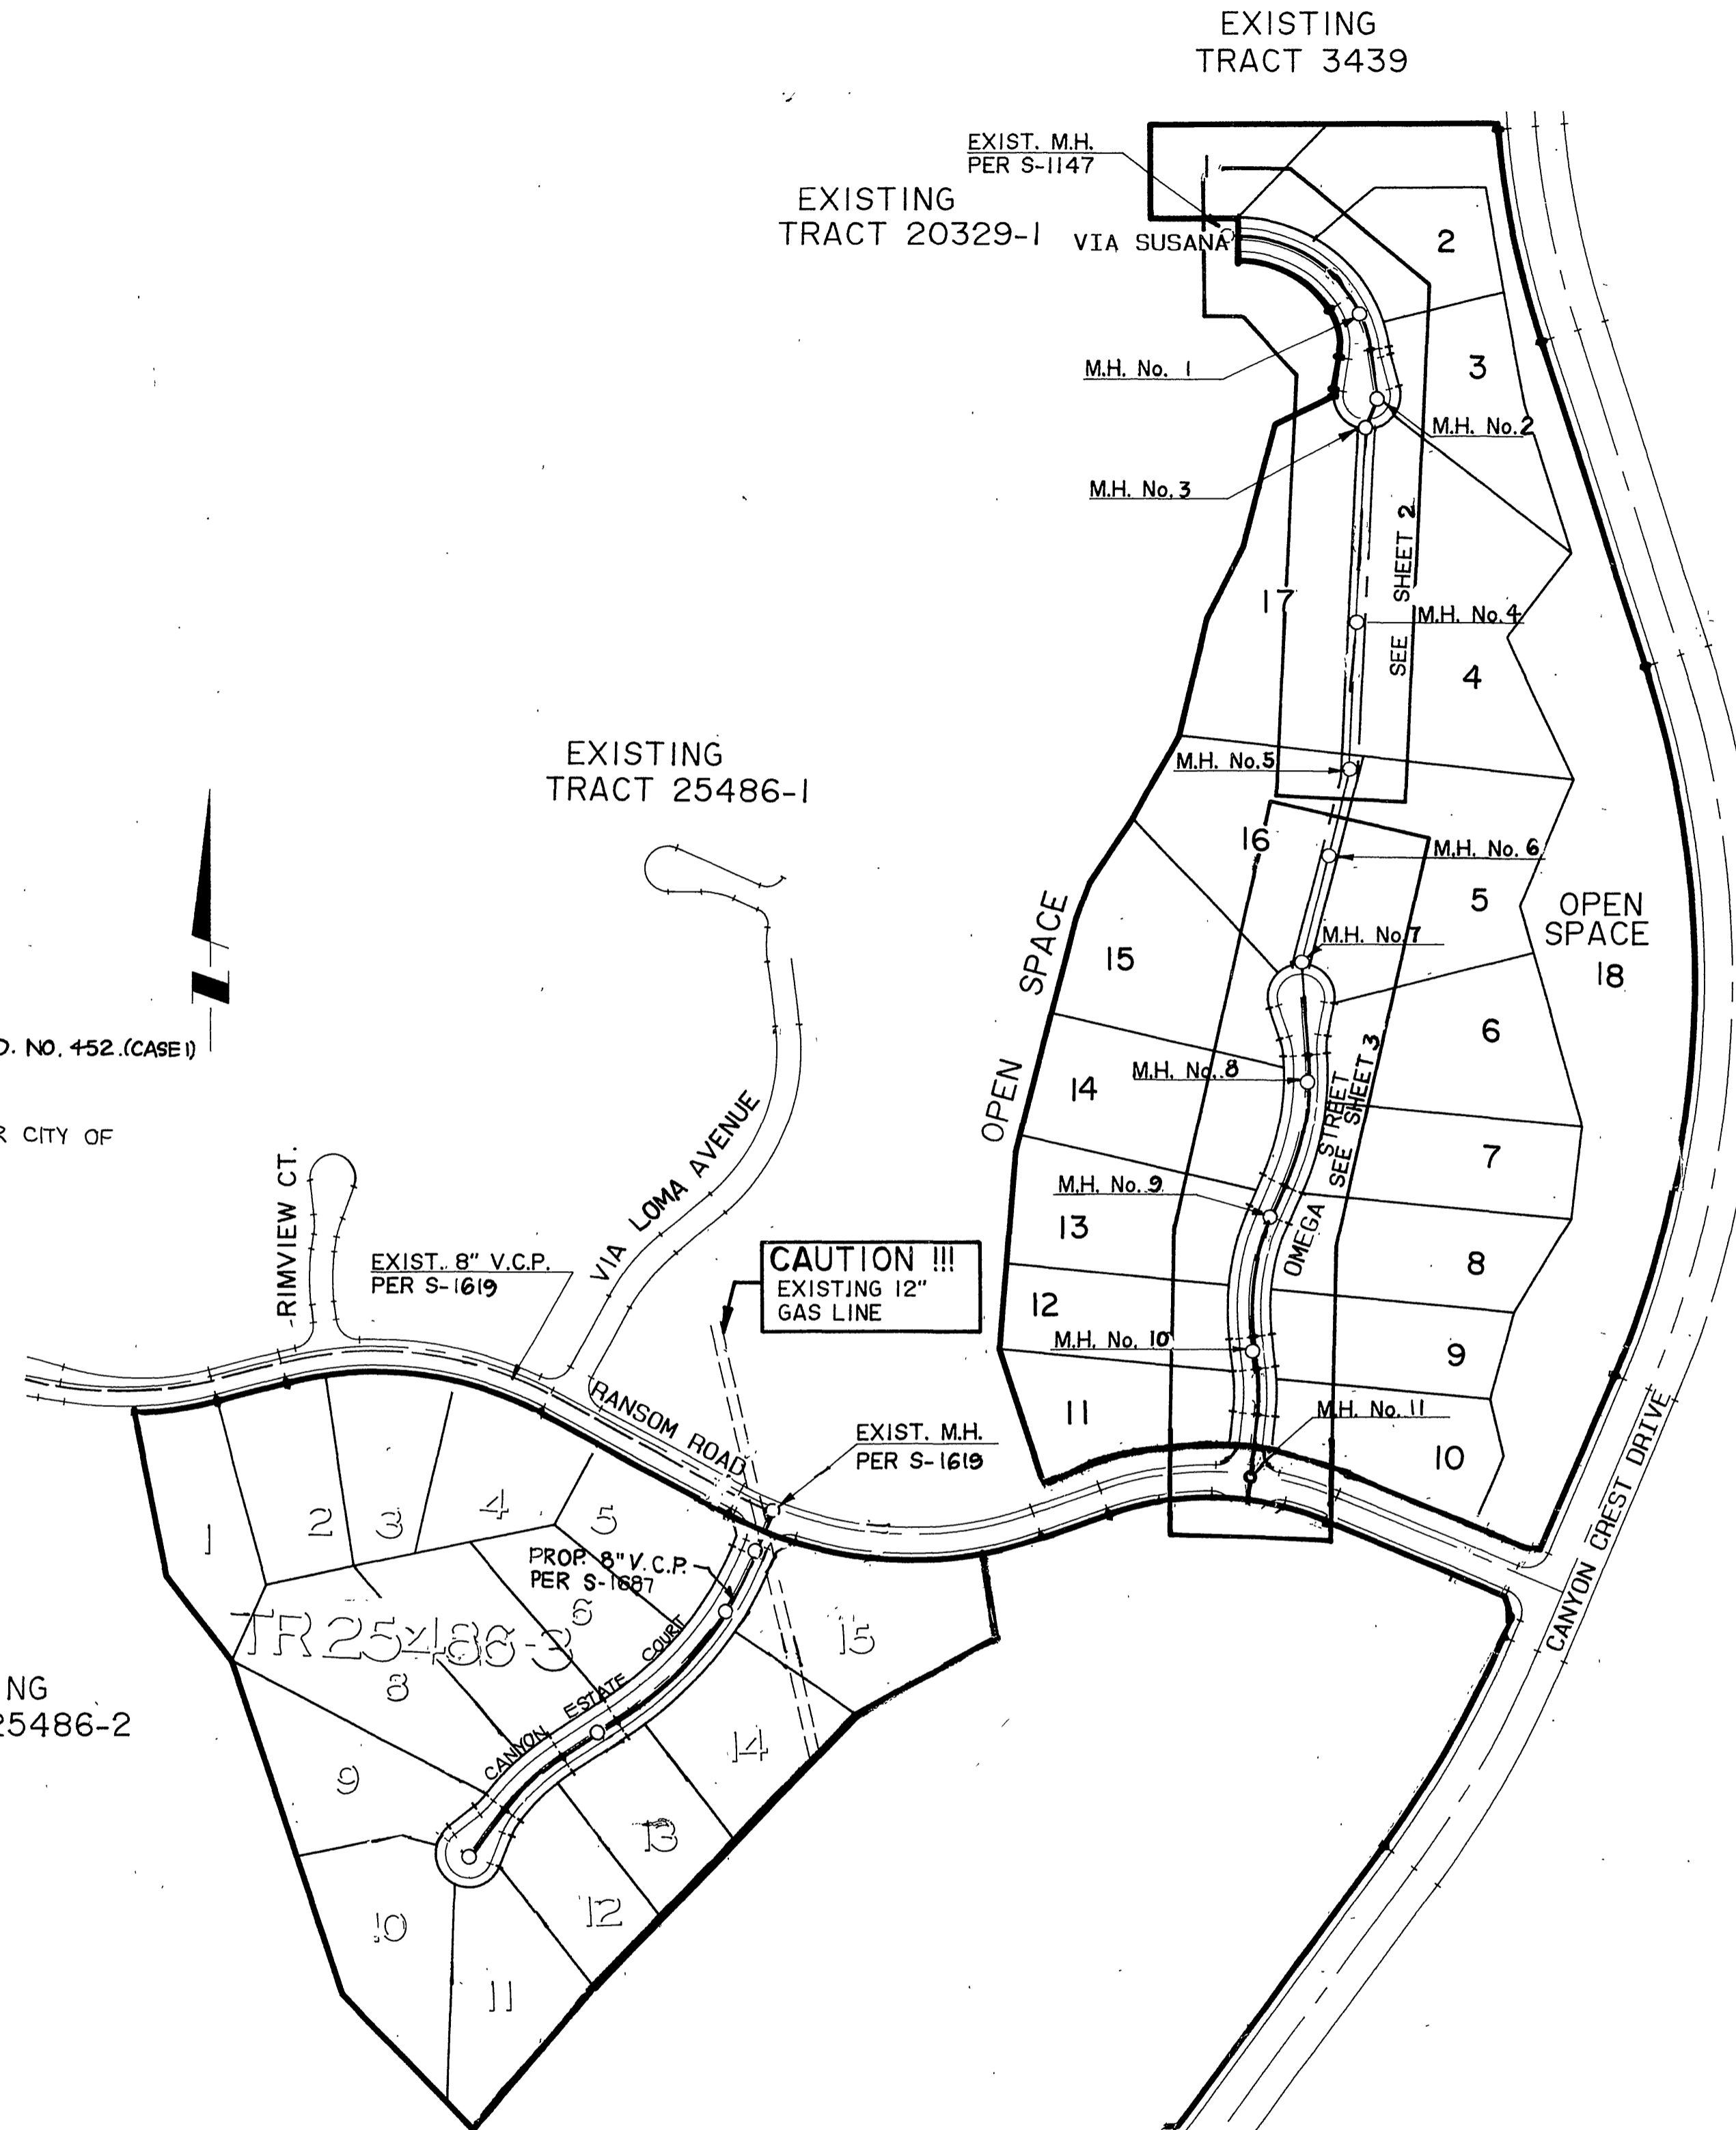 EXISTING
TRACT 3439
EXIST. M.H.
PER S-1147
EXISTING
TRACT 20329-1
VIA SUSANA
1
2
3
M.H. No. 1
M.H. No.2
M.H. No.3
SEE SHEET 2
17
M.H. No.4
4
EXISTING
TRACT 25486-1
M.H. No.5
16
M.H. No. 6
5
OPEN
SPACE
18
M.H. No.7
15
OPEN SPACE
6
M.H. No. 8
14
STREET
SEE SHEET 3
7
M.H. No. 9
13
OMEGA
8
12
M.H. No. 10
9
11
M.H. No. 11
10
D. NO. 452.(CASE 1)
R CITY OF
RIMVIEW CT.
VIA LOMA AVENUE
EXIST. 8" V.C.P.
PER S-1619
CAUTION !!!
EXISTING 12"
GAS LINE
RANSOM ROAD
EXIST. M.H.
PER S-1619
CANYON CREST DRIVE
1
2
3
4
5
PROP. 8" V.C.P.
PER S-1687
6
TR 25486-3
15
8
CANYON ESTATE COURT
NG
25486-2
14
9
13
10
12
11